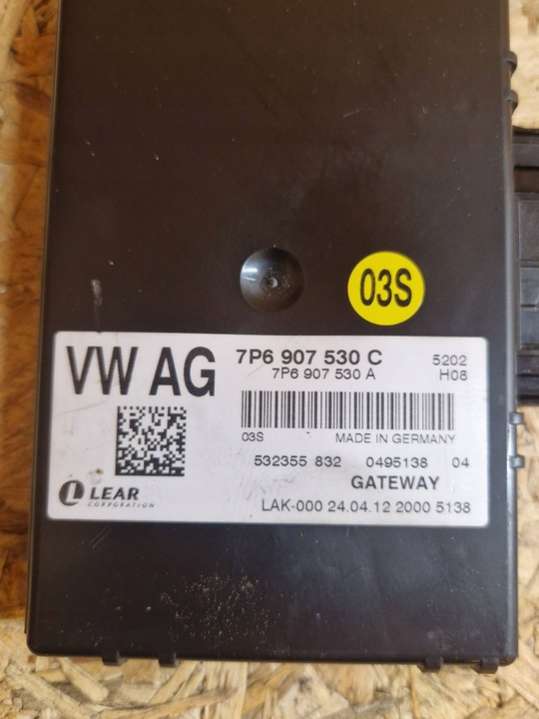 03S
VW AG
7P6 907 530 C
5202
7P6 907 530 A
H08
03S
MADE IN GERMANY
532355 832 0495138 04
LEAR
CORPORATION
GATEWAY
LAK-000 24.04.12 2000 5138